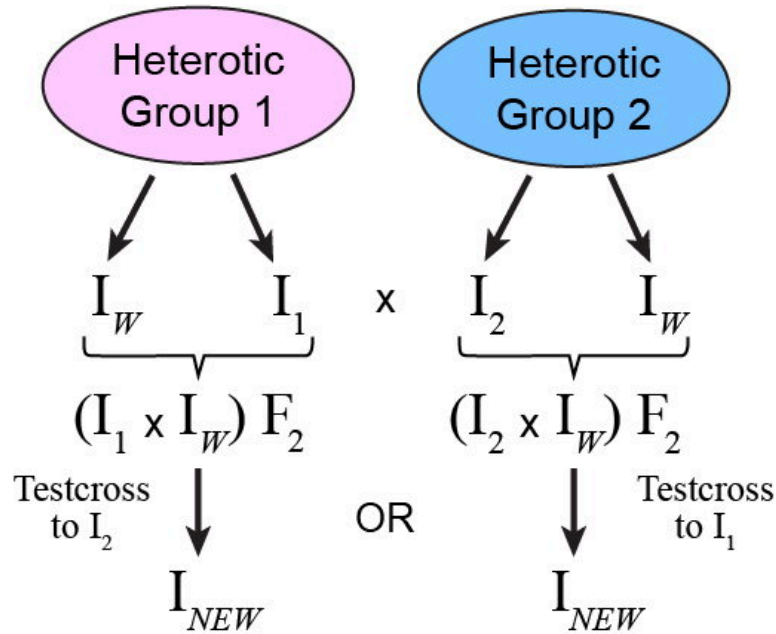 Heterotic
Group 1
Heterotic
Group 2
I_W I_1 x I_2 I_W
(I_1 x I_W) F_2 (I_2 x I_W) F_2
Testcross
to I_2
OR
Testcross
to I_1
I_NEW I_NEW